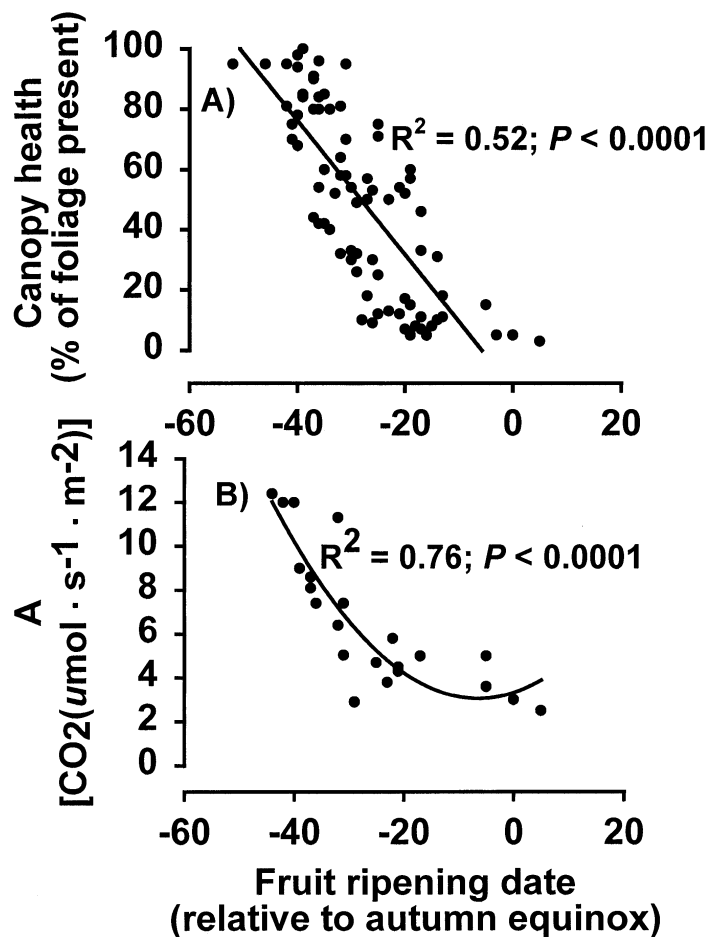 Canopy health
(% of foliage present)
100
80
60
40
20
0
A)
R² = 0.52; P < 0.0001
-60 -40 -20 0 20
A
[CO2(umol · s-1 · m-2)]
14
12
10
8
6
4
2
0
B)
R2 = 0.76; P < 0.0001
-60 -40 -20 0 20
Fruit ripening date
(relative to autumn equinox)